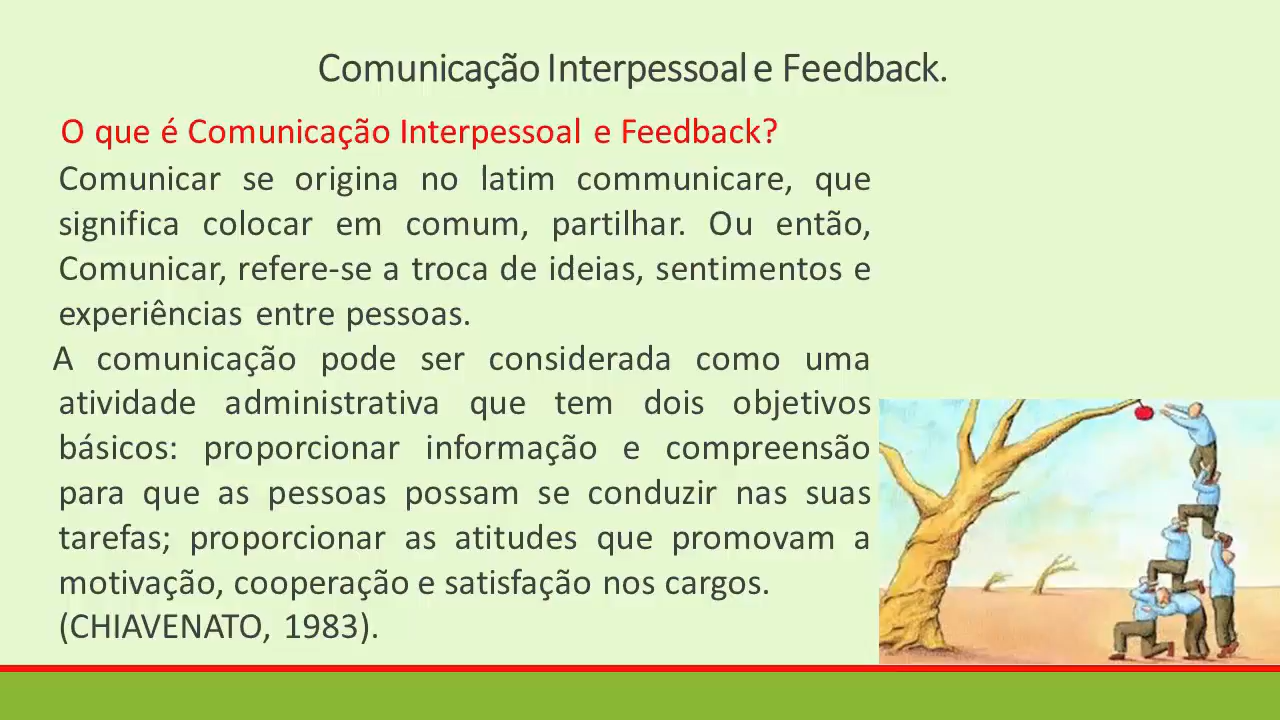 Comunicação Interpessoal e Feedback.
O que é Comunicação Interpessoal e Feedback?
Comunicar se origina no latim communicare, que
significa colocar em comum, partilhar. Ou então,
Comunicar, refere-se a troca de ideias, sentimentos e
experiências entre pessoas.
A comunicação pode ser considerada como uma
atividade administrativa que tem dois objetivos
básicos: proporcionar informação e compreensão
para que as pessoas possam se conduzir nas suas
tarefas; proporcionar as atitudes que promovam a
motivação, cooperação e satisfação nos cargos.
(CHIAVENATO, 1983).